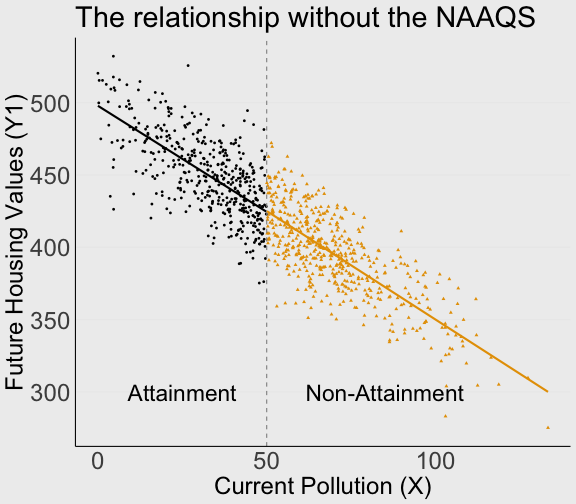 The relationship without the NAAQS
Future Housing Values (Y1)
500
450
400
350
300
Attainment
Non-Attainment
0
50
100
Current Pollution (X)